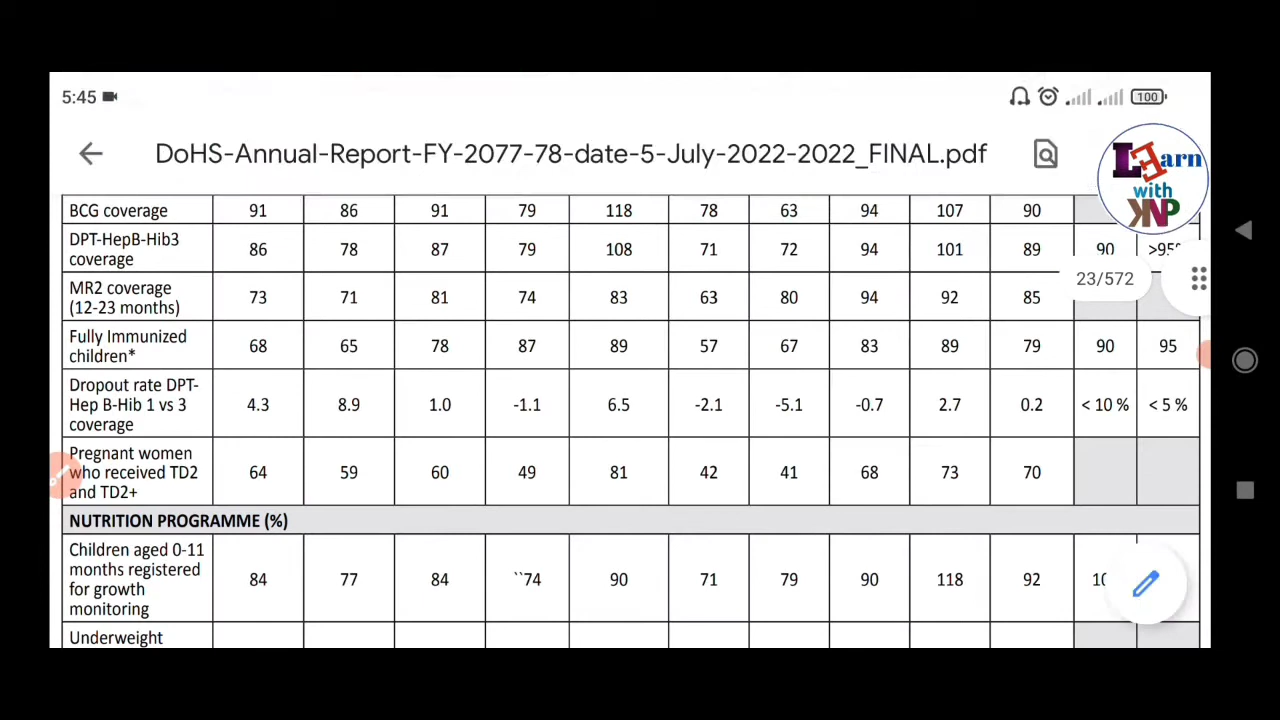 5:45
100
DoHS-Annual-Report-FY-2077-78-date-5-July-2022-2022_FINAL.pdf
LEarn
with
KNP
BCG coverage 91 86 91 79 118 78 63 94 107 90
DPT-HepB-Hib3
coverage 86 78 87 79 108 71 72 94 101 89 90 >95%
23/572
MR2 coverage
(12-23 months) 73 71 81 74 83 63 80 94 92 85
Fully Immunized
children* 68 65 78 87 89 57 67 83 89 79 90 95
Dropout rate DPT-
Hep B-Hib 1 vs 3
coverage 4.3 8.9 1.0 -1.1 6.5 -2.1 -5.1 -0.7 2.7 0.2 < 10 % < 5 %
Pregnant women
who received TD2
and TD2+ 64 59 60 49 81 42 41 68 73 70
NUTRITION PROGRAMME (%)
Children aged 0-11
months registered
for growth
monitoring 84 77 84 ``74 90 71 79 90 118 92
Underweight